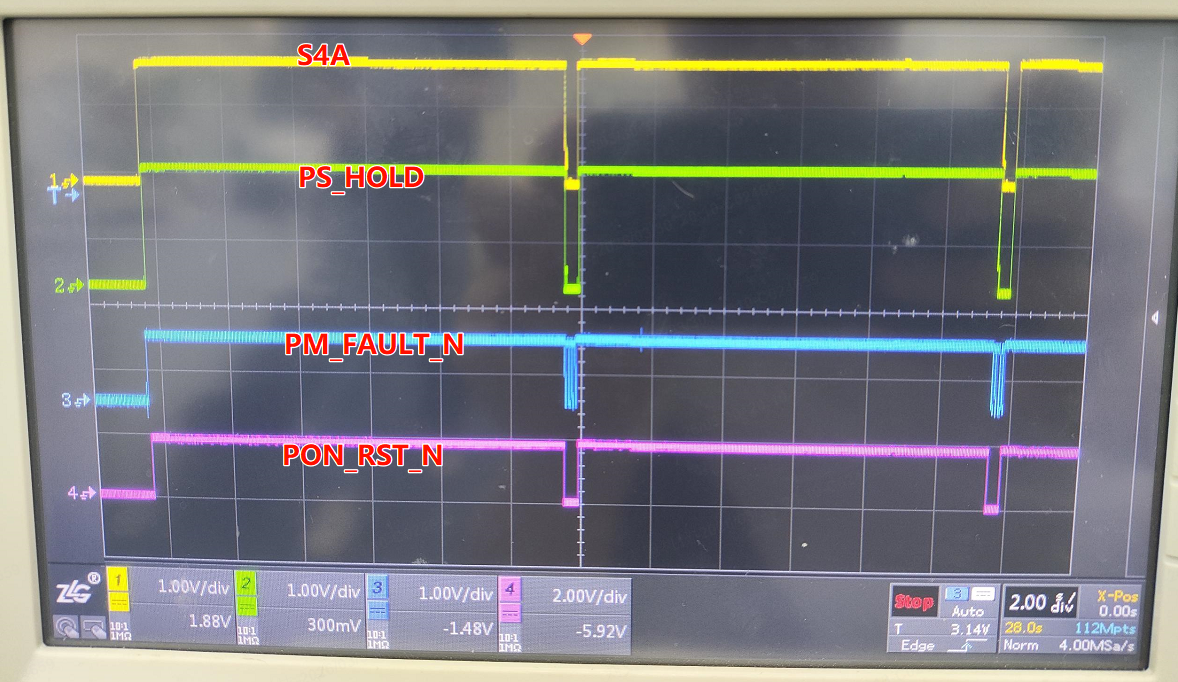 S4A
1
T
PS_HOLD
2
PM_FAULT_N
3
PON_RST_N
4
ZLG®
1
1.00V/div
10:1
1MΩ
1.88V
2
1.00V/div
10:1
1MΩ
300mV
3
1.00V/div
10:1
1MΩ
-1.48V
4
2.00V/div
10:1
1MΩ
-5.92V
Stop
3
Auto
T 3.14V
Edge
2.00 s/div
X-Pos
0.00s
28.0s 112Mpts
Norm 4.00MSa/s